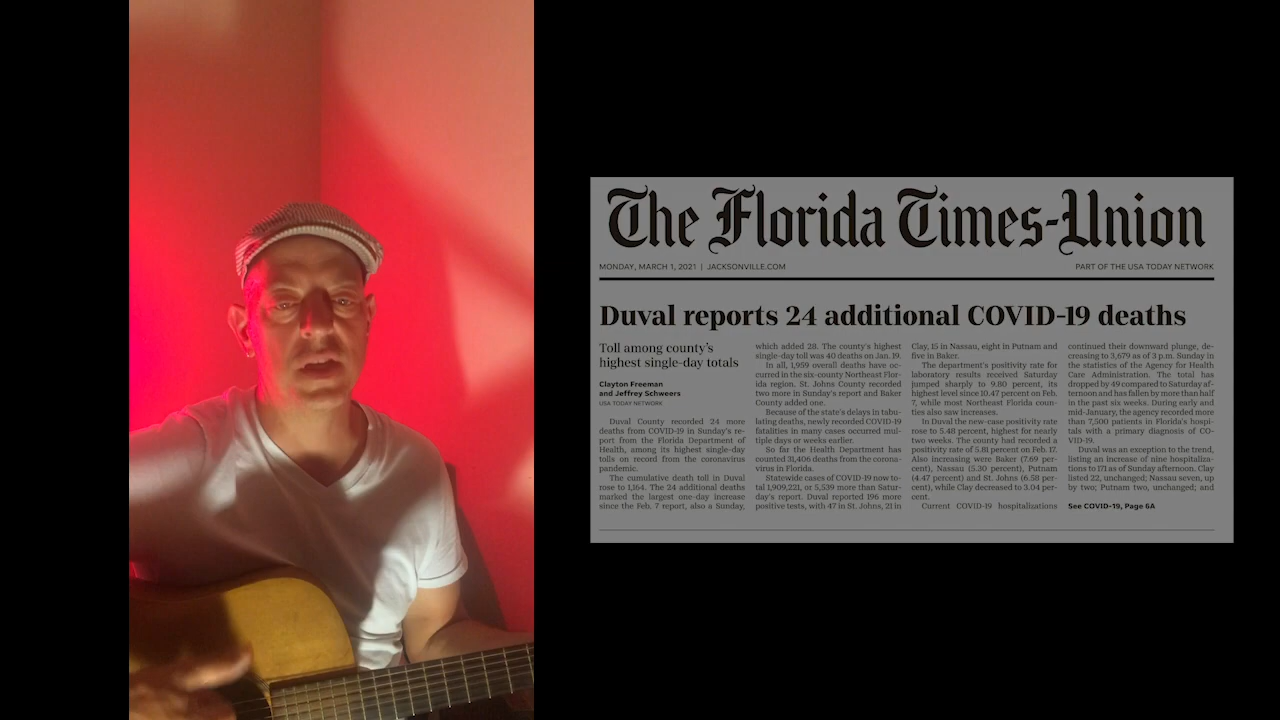 The Florida Times-Union
MONDAY, MARCH 1, 2021 | JACKSONVILLE.COM
PART OF THE USA TODAY NETWORK
Duval reports 24 additional COVID-19 deaths
Toll among county's
highest single-day totals
Clayton Freeman
and Jeffrey Schweers
USA TODAY NETWORK
Duval County recorded 24 more
deaths from COVID-19 in Sunday's re-
port from the Florida Department of
Health, among its highest single-day
tolls on record from the coronavirus
pandemic.
The cumulative death toll in Duval
rose to 1,164. The 24 additional deaths
marked the largest one-day increase
since the Feb. 7 report, also a Sunday,
which added 28. The county's highest
single-day toll was 40 deaths on Jan. 19.
In all, 1,959 overall deaths have oc-
curred in the six-county Northeast Flor-
ida region. St. Johns County recorded
two more in Sunday's report and Baker
County added one.
Because of the state's delays in tabu-
lating deaths, newly recorded COVID-19
fatalities in many cases occurred mul-
tiple days or weeks earlier.
So far the Health Department has
counted 31,406 deaths from the corona-
virus in Florida.
Statewide cases of COVID-19 now to-
tal 1,909,221, or 5,539 more than Satur-
day's report. Duval reported 196 more
positive tests, with 47 in St. Johns, 21 in
Clay, 15 in Nassau, eight in Putnam and
five in Baker.
The department's positivity rate for
laboratory results received Saturday
jumped sharply to 9.80 percent, its
highest level since 10.47 percent on Feb.
7, while most Northeast Florida coun-
ties also saw increases.
In Duval the new-case positivity rate
rose to 5.48 percent, highest for nearly
two weeks. The county had recorded a
positivity rate of 5.81 percent on Feb. 17.
Also increasing were Baker (7.69 per-
cent), Nassau (5.30 percent), Putnam
(4.47 percent) and St. Johns (6.58 per-
cent), while Clay decreased to 3.04 per-
cent.
Current COVID-19 hospitalizations
continued their downward plunge, de-
creasing to 3,679 as of 3 p.m. Sunday in
the statistics of the Agency for Health
Care Administration. The total has
dropped by 49 compared to Saturday af-
ternoon and has fallen by more than half
in the past six weeks. During early and
mid-January, the agency recorded more
than 7,500 patients in Florida's hospi-
tals with a primary diagnosis of CO-
VID-19.
Duval was an exception to the trend,
listing an increase of nine hospitaliza-
tions to 171 as of Sunday afternoon. Clay
listed 22, unchanged; Nassau seven, up
by two; Putnam two, unchanged; and
See COVID-19, Page 6A